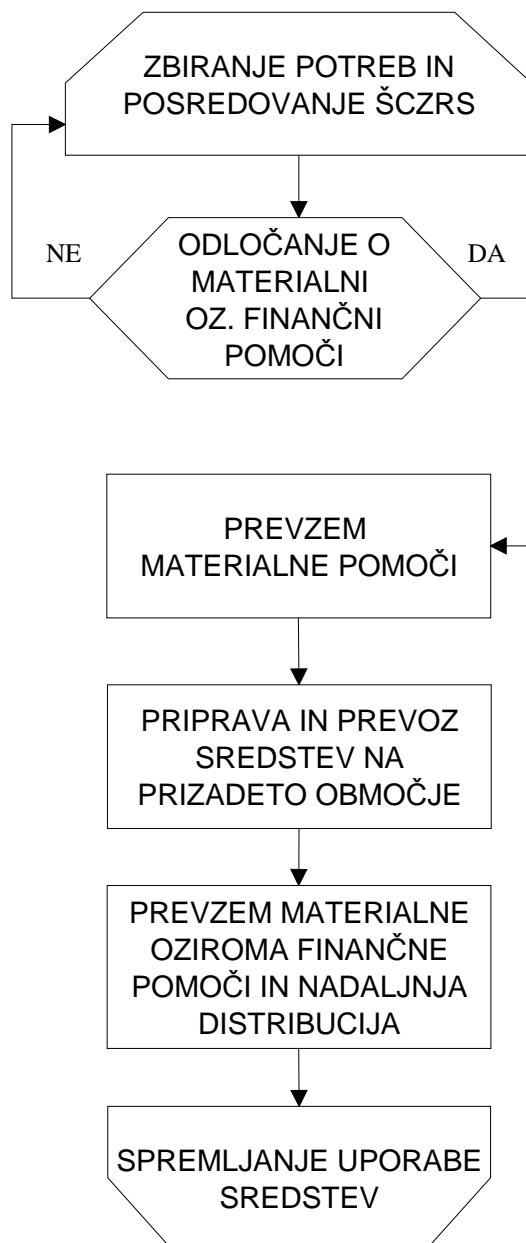 ZBIRANJE POTREB IN
POSREDOVANJE ŠCZRS
NE
DA
ODLOČANJE O
MATERIALNI
OZ. FINANČNI
POMOČI
PREVZEM
MATERIALNE POMOČI
PRIPRAVA IN PREVOZ
SREDSTEV NA
PRIZADETO OBMOČJE
PREVZEM MATERIALNE
OZIROMA FINANČNE
POMOČI IN NADALJNJA
DISTRIBUCIJA
SPREMLJANJE UPORABE
SREDSTEV